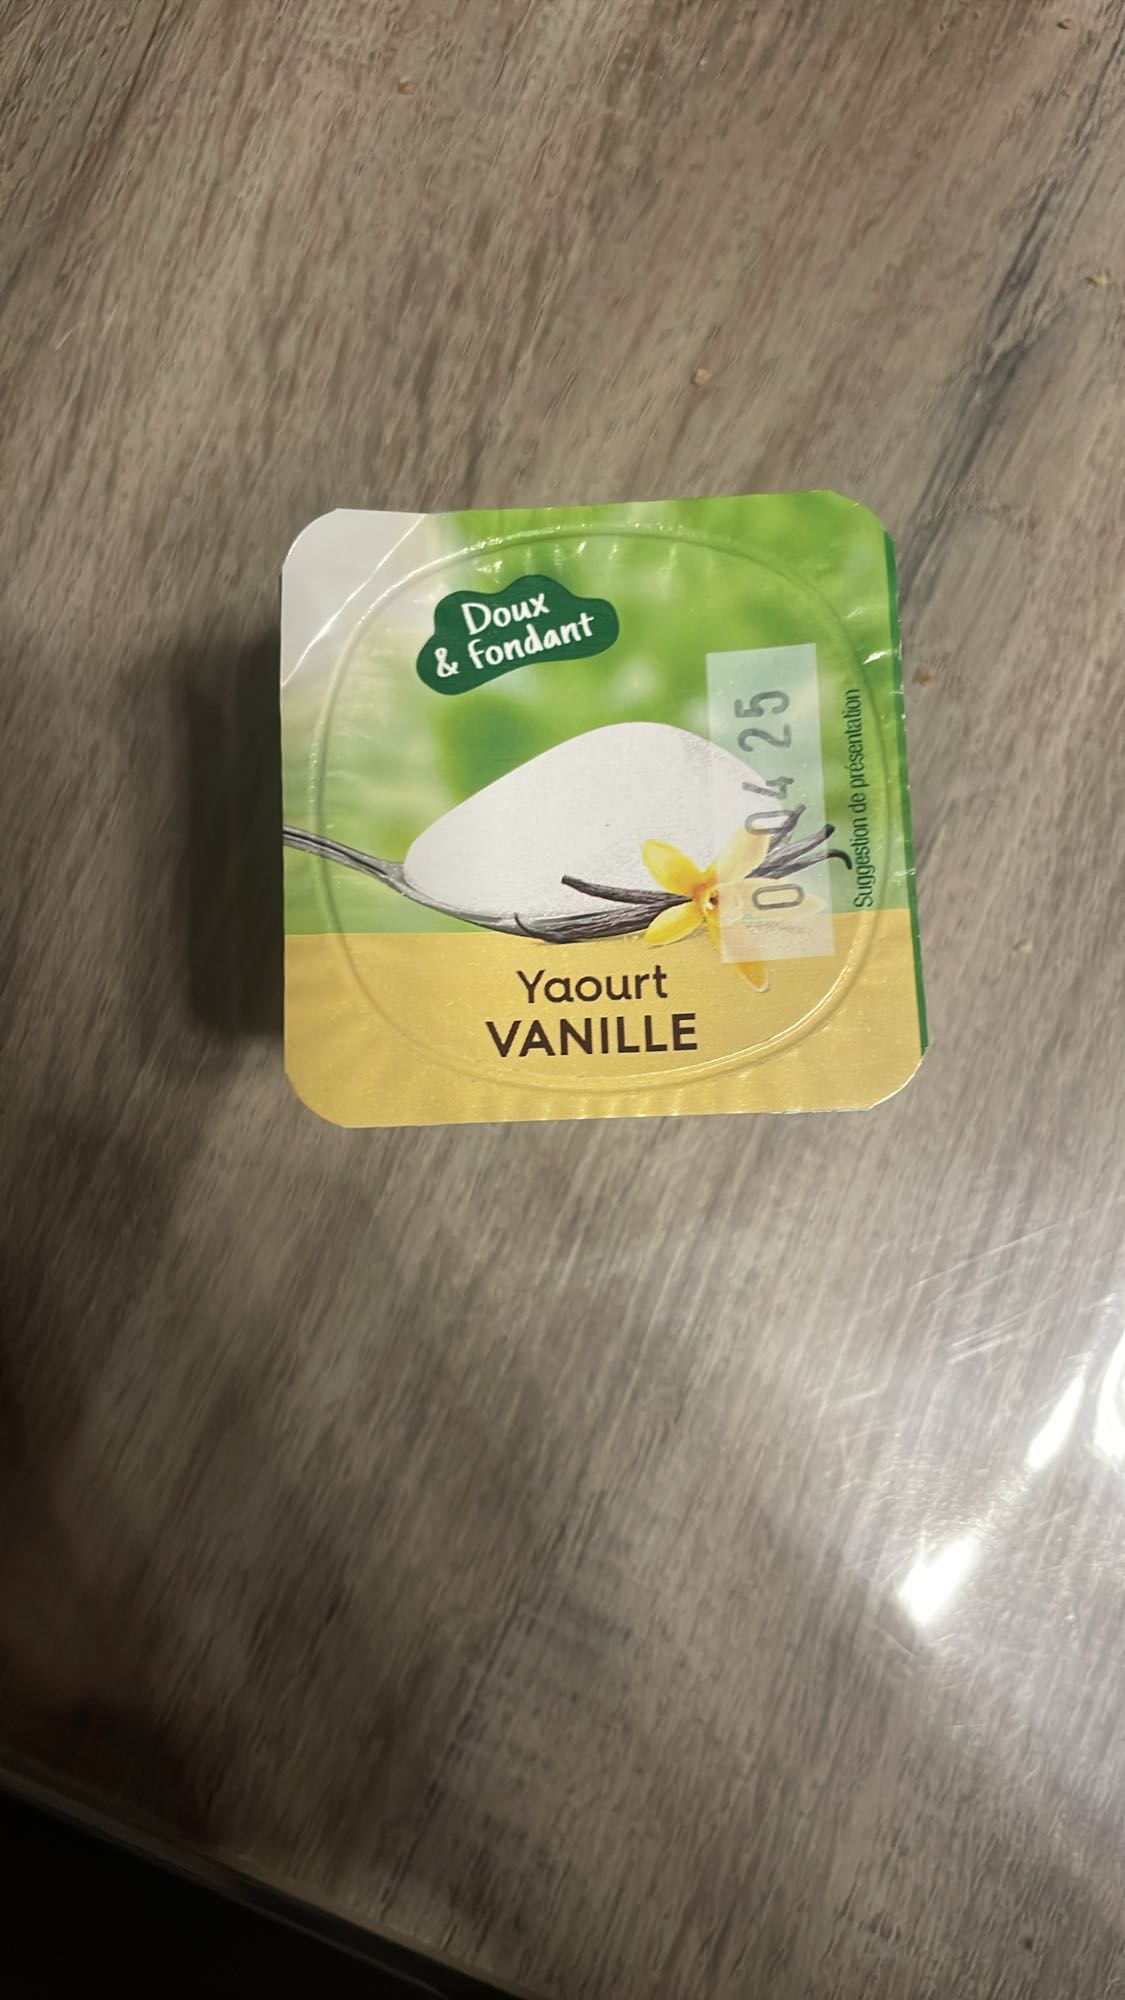 Doux
& fondant
04 25
Suggestion de présentation
Yaourt
VANILLE